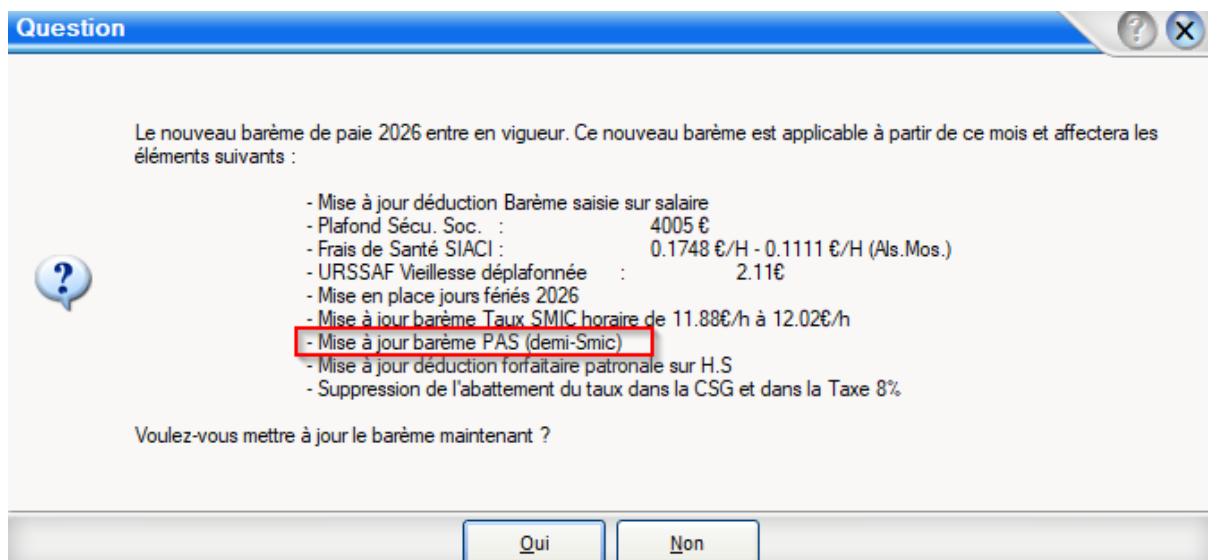 Question
Le nouveau barème de paie 2026 entre en vigueur. Ce nouveau barème est applicable à partir de ce mois et affectera les
éléments suivants :
- Mise à jour déduction Barème saisie sur salaire
- Plafond Sécu. Soc. : 4005 €
- Frais de Santé SIACI : 0.1748 €/H - 0.1111 €/H (Als.Mos.)
- URSSAF Vieillesse déplafonnée : 2.11€
- Mise en place jours fériés 2026
- Mise à jour barème Taux SMIC horaire de 11.88€/h à 12.02€/h
- Mise à jour barème PAS (demi-Smic)
- Mise à jour déduction forfaitaire patronale sur H.S
- Suppression de l'abattement du taux dans la CSG et dans la Taxe 8%
Voulez-vous mettre à jour le barème maintenant ?
Oui Non